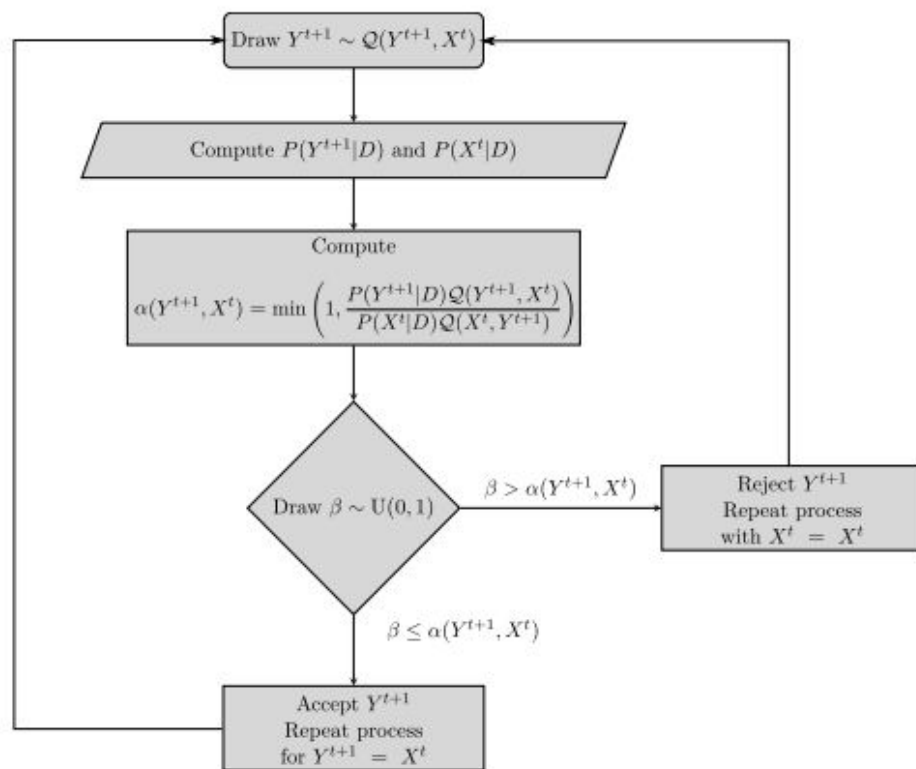 Draw Y^{t+1} ∼ Q(Y^{t+1}, X^t)
Compute P(Y^{t+1}|D) and P(X^t|D)
Compute
α(Y^{t+1}, X^t) = min(1, \frac{P(Y^{t+1}|D)Q(Y^{t+1}, X^t)}{P(X^t|D)Q(X^t, Y^{t+1})})
Draw β ∼ U(0, 1)
β > α(Y^{t+1}, X^t)
Reject Y^{t+1}
Repeat process
with X^t = X^t
β ≤ α(Y^{t+1}, X^t)
Accept Y^{t+1}
Repeat process
for Y^{t+1} = X^t